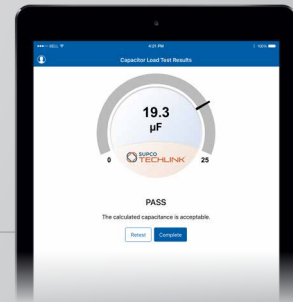 BELL 4:21 PM 100%
Capacitor Load Test Results
19.3
µF
0 SUPCO 25
TECHLINK
PASS
The calculated capacitance is acceptable.
Retest Complete